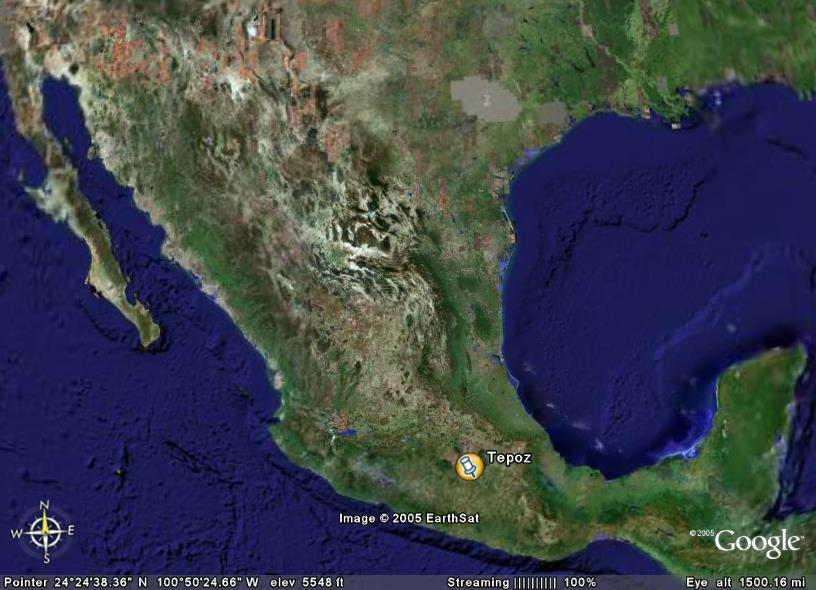 Tepoz
N
W E
S
Image © 2005 EarthSat
© 2005 Google™
Pointer 24°24'38.36" N 100°50'24.66" W elev 5548 ft Streaming |||||||||| 100% Eye alt 1500.16 mi